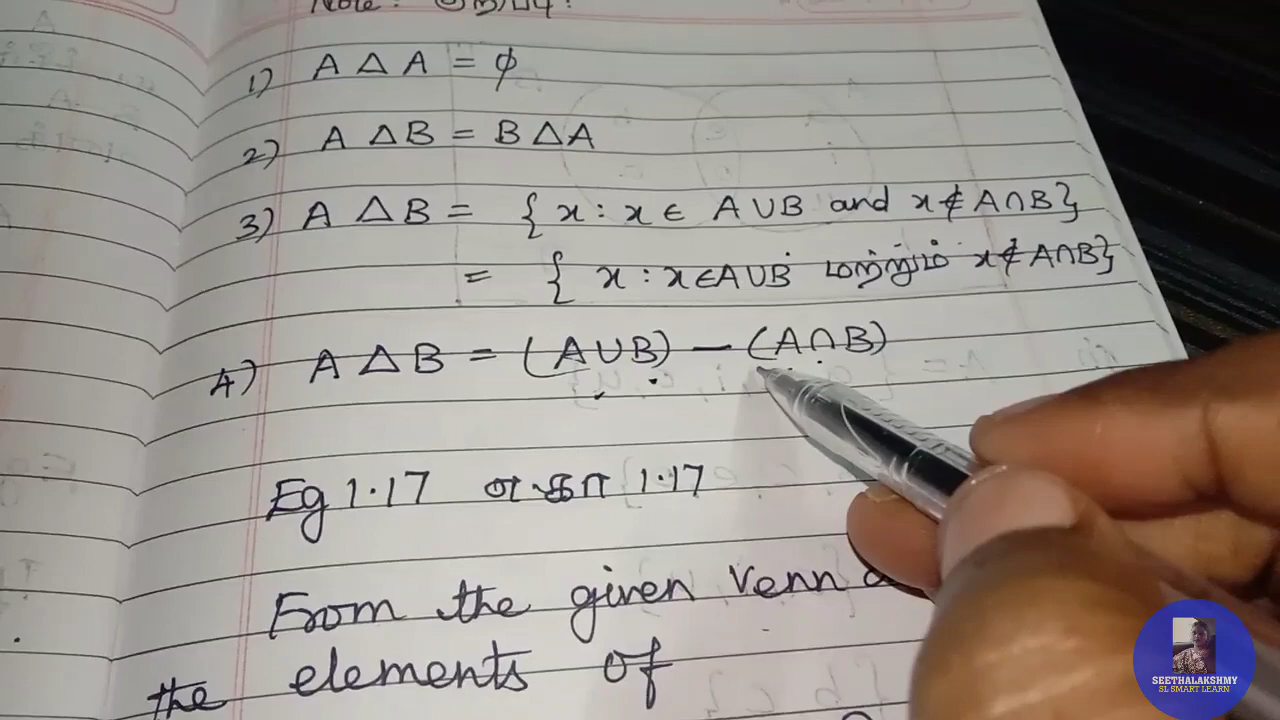 Note:
1) A Δ A = ϕ
2) A Δ B = B Δ A
3) A Δ B = { x : x ∈ A ∪ B and x ∉ A ∩ B}
= { x : x ∈ A ∪ B மற்றும் x ∉ A ∩ B}
4) A Δ B = (A ∪ B) − (A ∩ B)
Eg 1.17 எ.கா 1.17
From the given Venn
the elements of
SEETHALAKSHMY
SL SMART LEARN